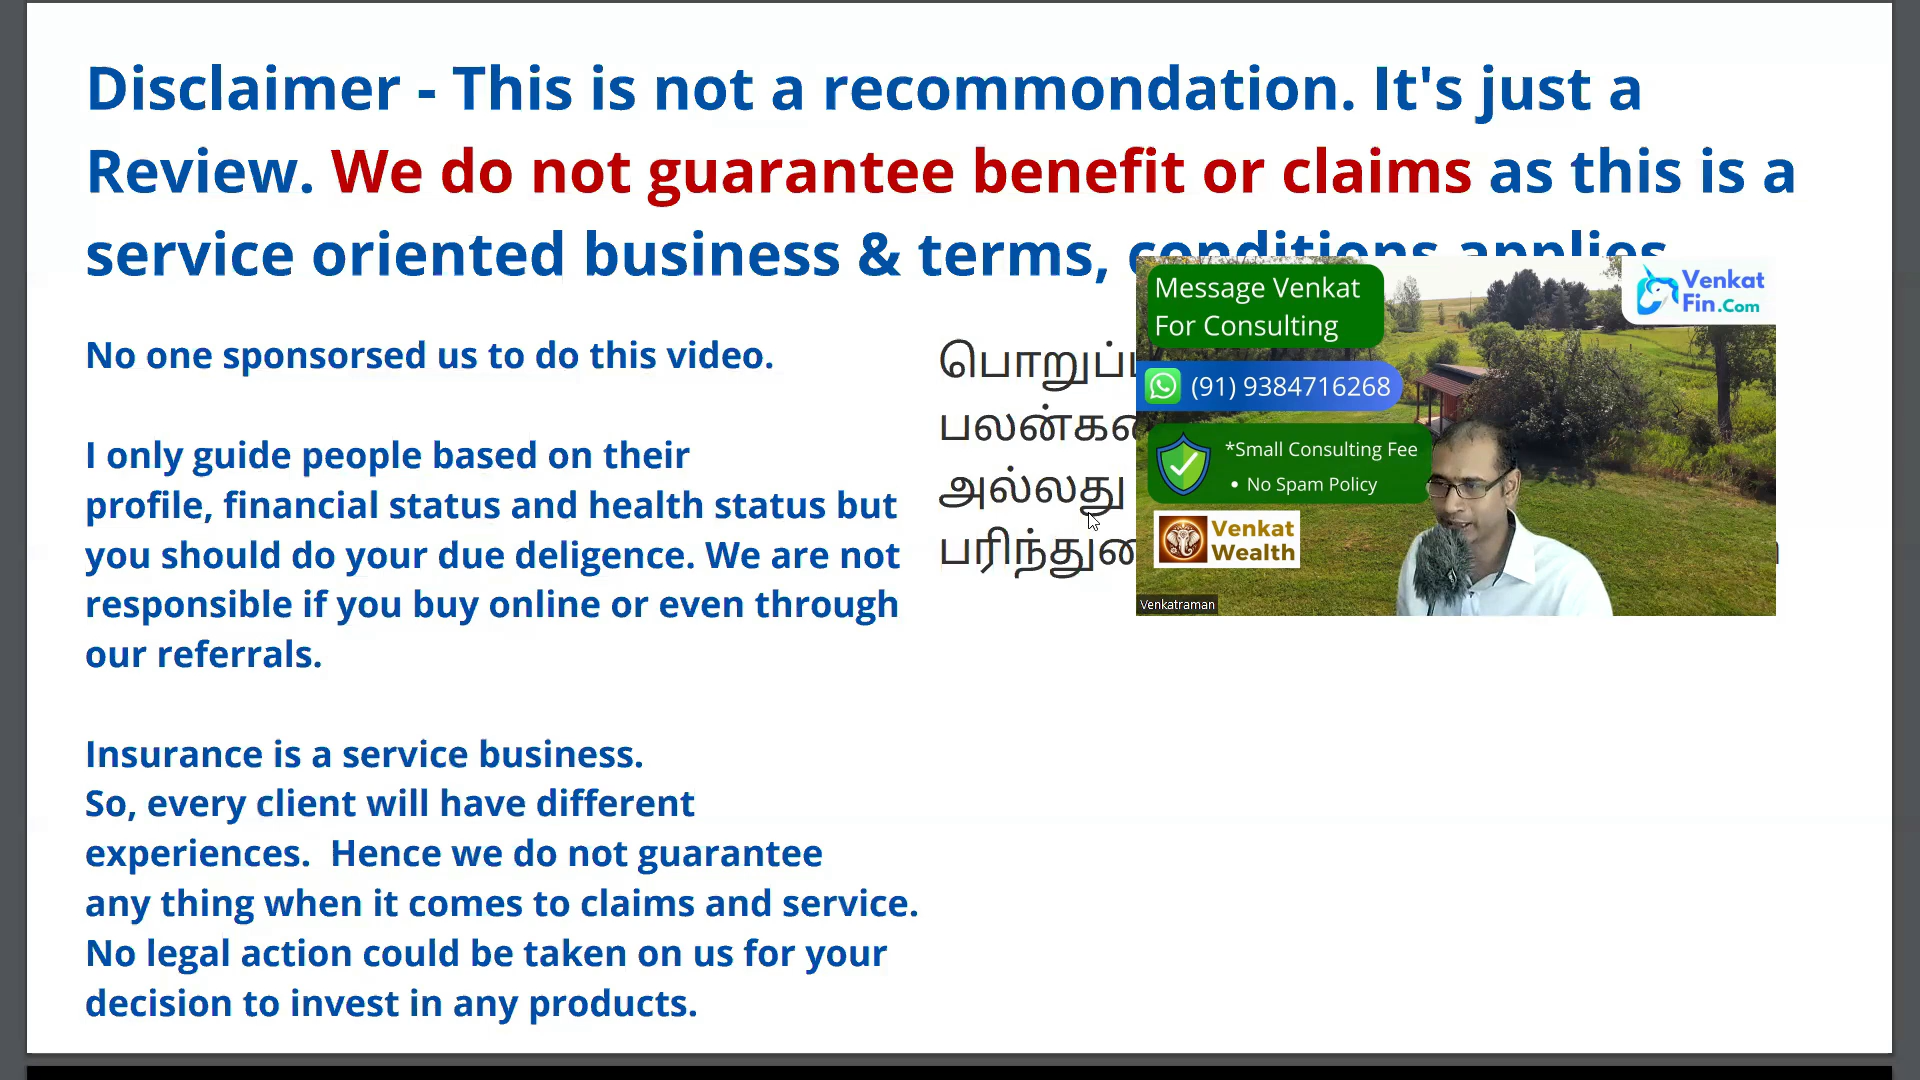 Disclaimer - This is not a recommondation. It's just a
Review. We do not guarantee benefit or claims as this is a
service oriented business & terms, conditions applies
No one sponsorsed us to do this video.
I only guide people based on their
profile, financial status and health status but
you should do your due deligence. We are not
responsible if you buy online or even through
our referrals.
Insurance is a service business.
So, every client will have different
experiences. Hence we do not guarantee
any thing when it comes to claims and service.
No legal action could be taken on us for your
decision to invest in any products.
அல்லது
Message Venkat
For Consulting
(91) 9384716268
*Small Consulting Fee
• No Spam Policy
Venkat
Wealth
Venkat
Fin.Com
Venkatraman